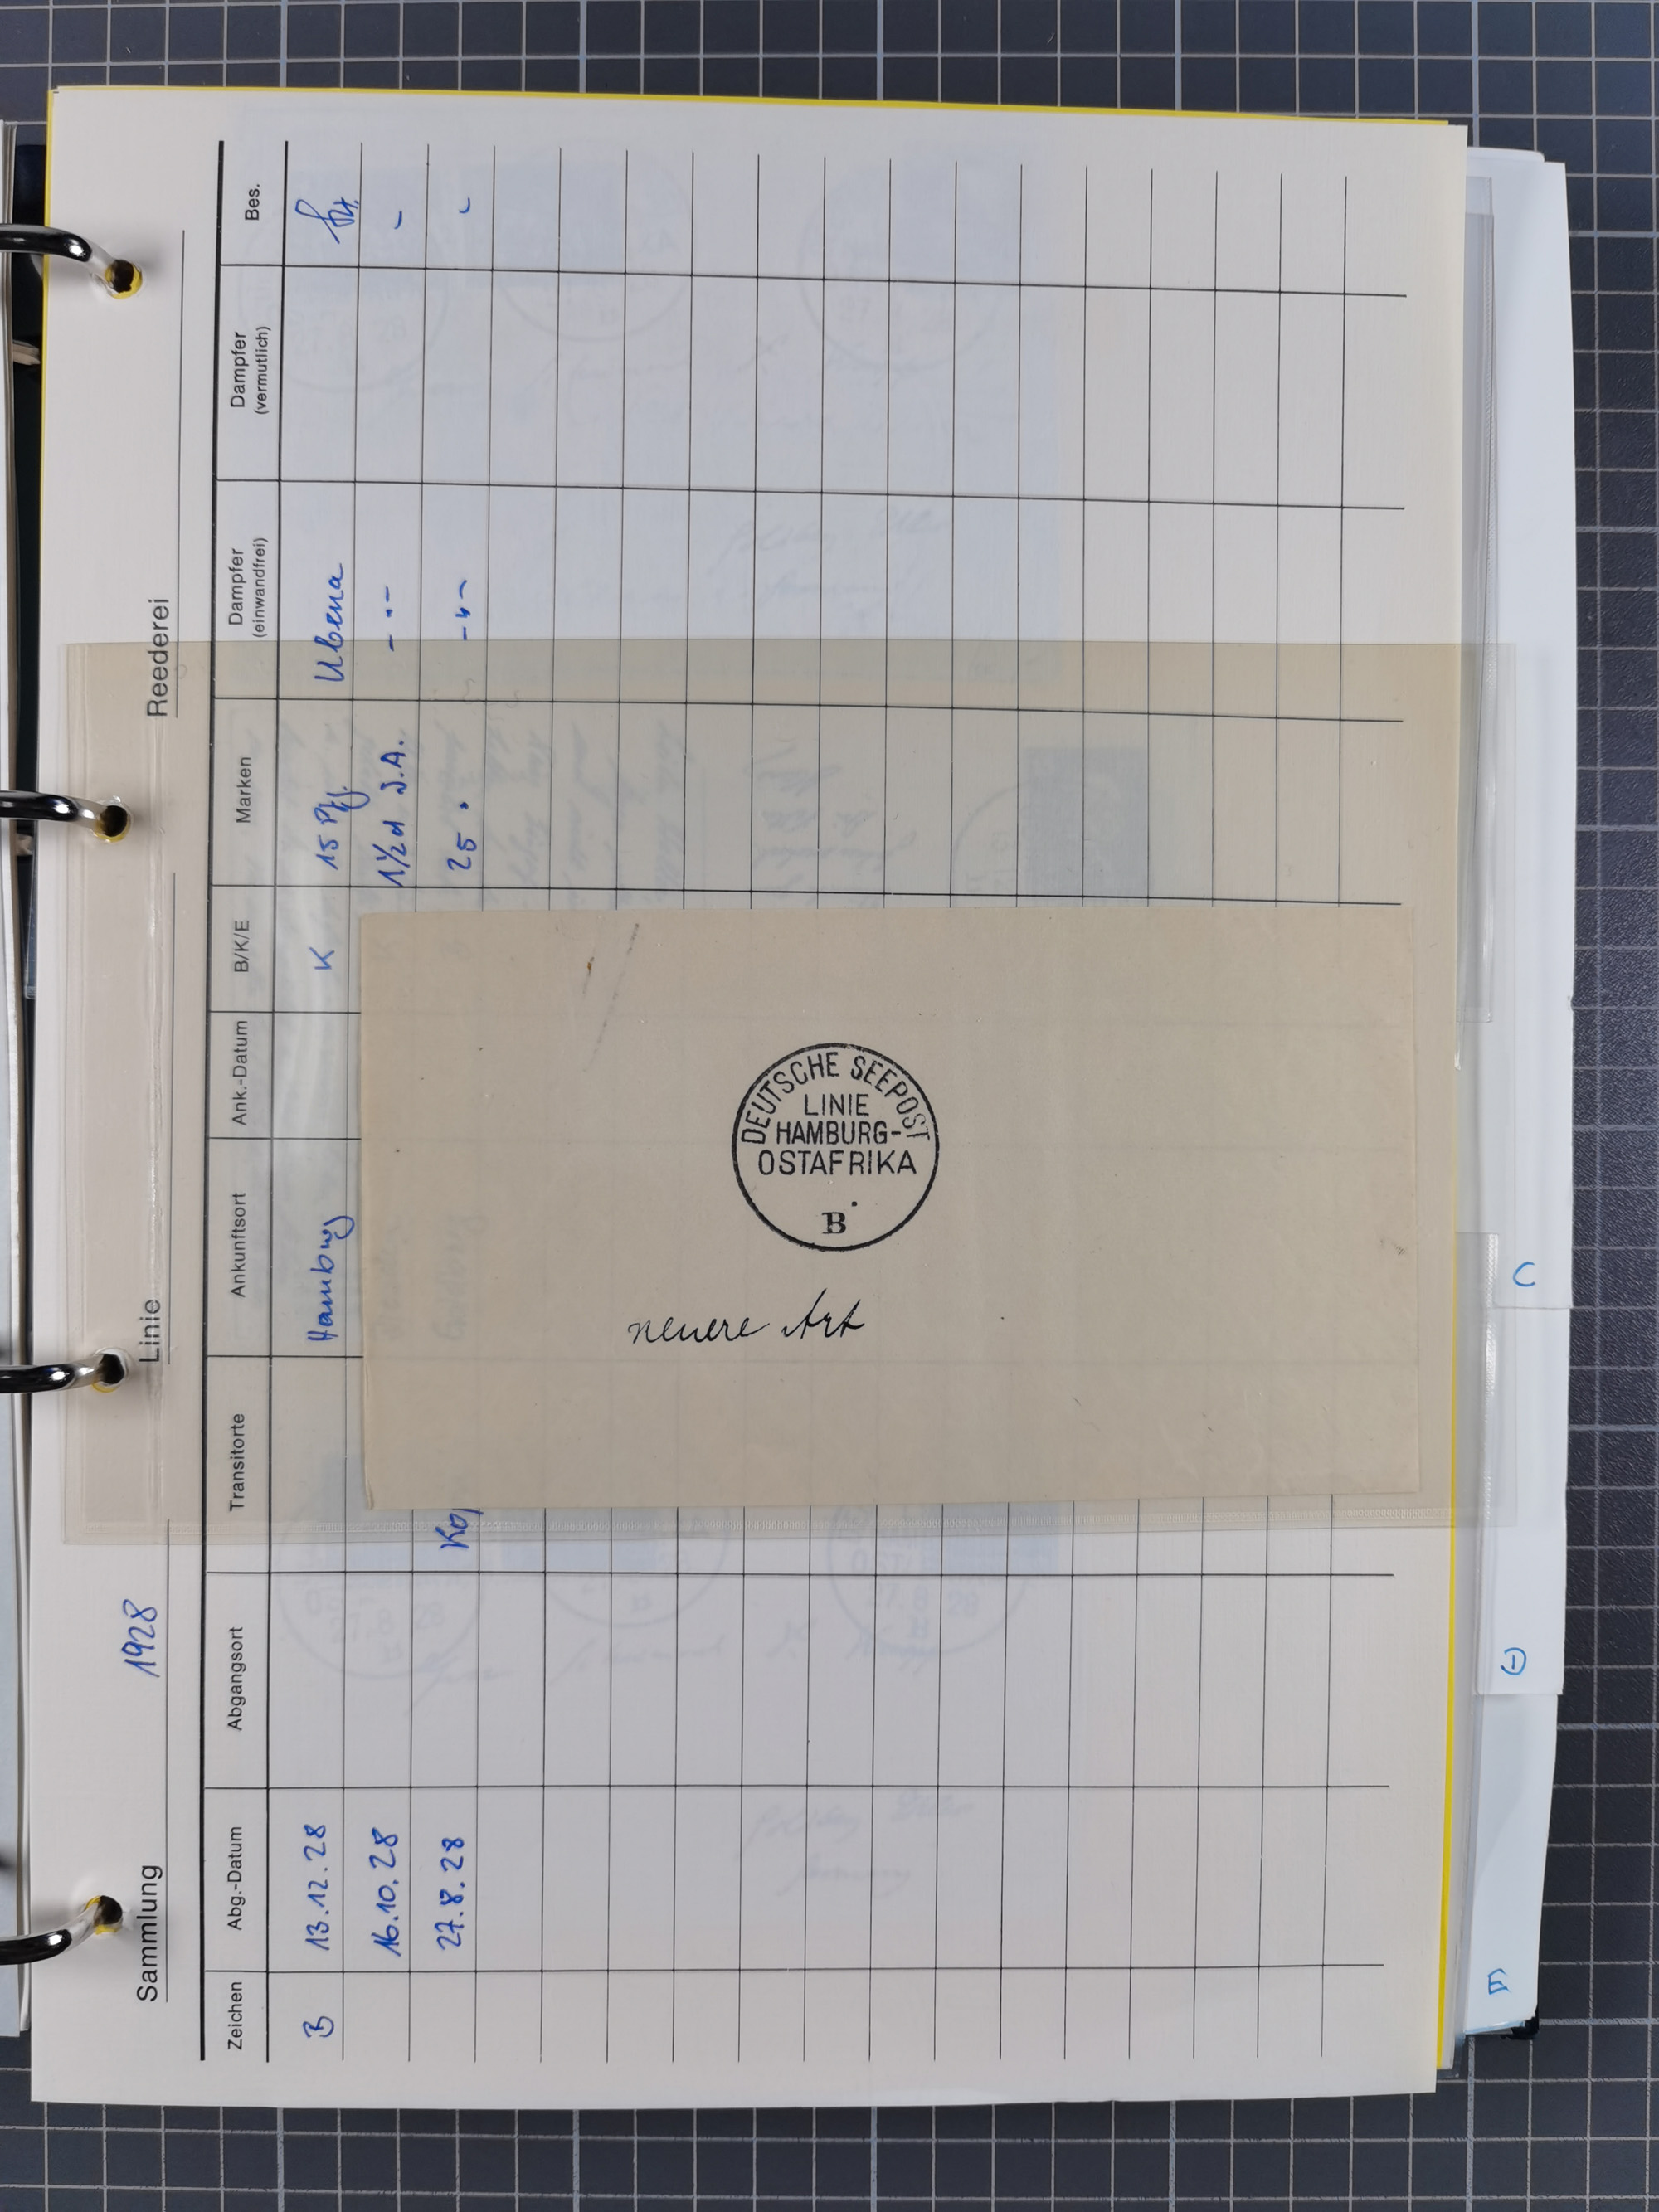 Sammlung 1928 Linie Reederei
Zeichen Abg.-Datum Abgangsort Transitorte Ankunftsort Ank.-Datum B/K/E Marken Dampfer (einwandfrei) Dampfer (vermutlich) Bes.
B 13.12.28 Hamburg K 15 Pfg. Ubena
16.10.28 1½d J.A. - " -
27.8.28 25 " - " -
DEUTSCHE SEEPOST
LINIE
HAMBURG-
OSTAFRIKA
B
neuere Art
C
E